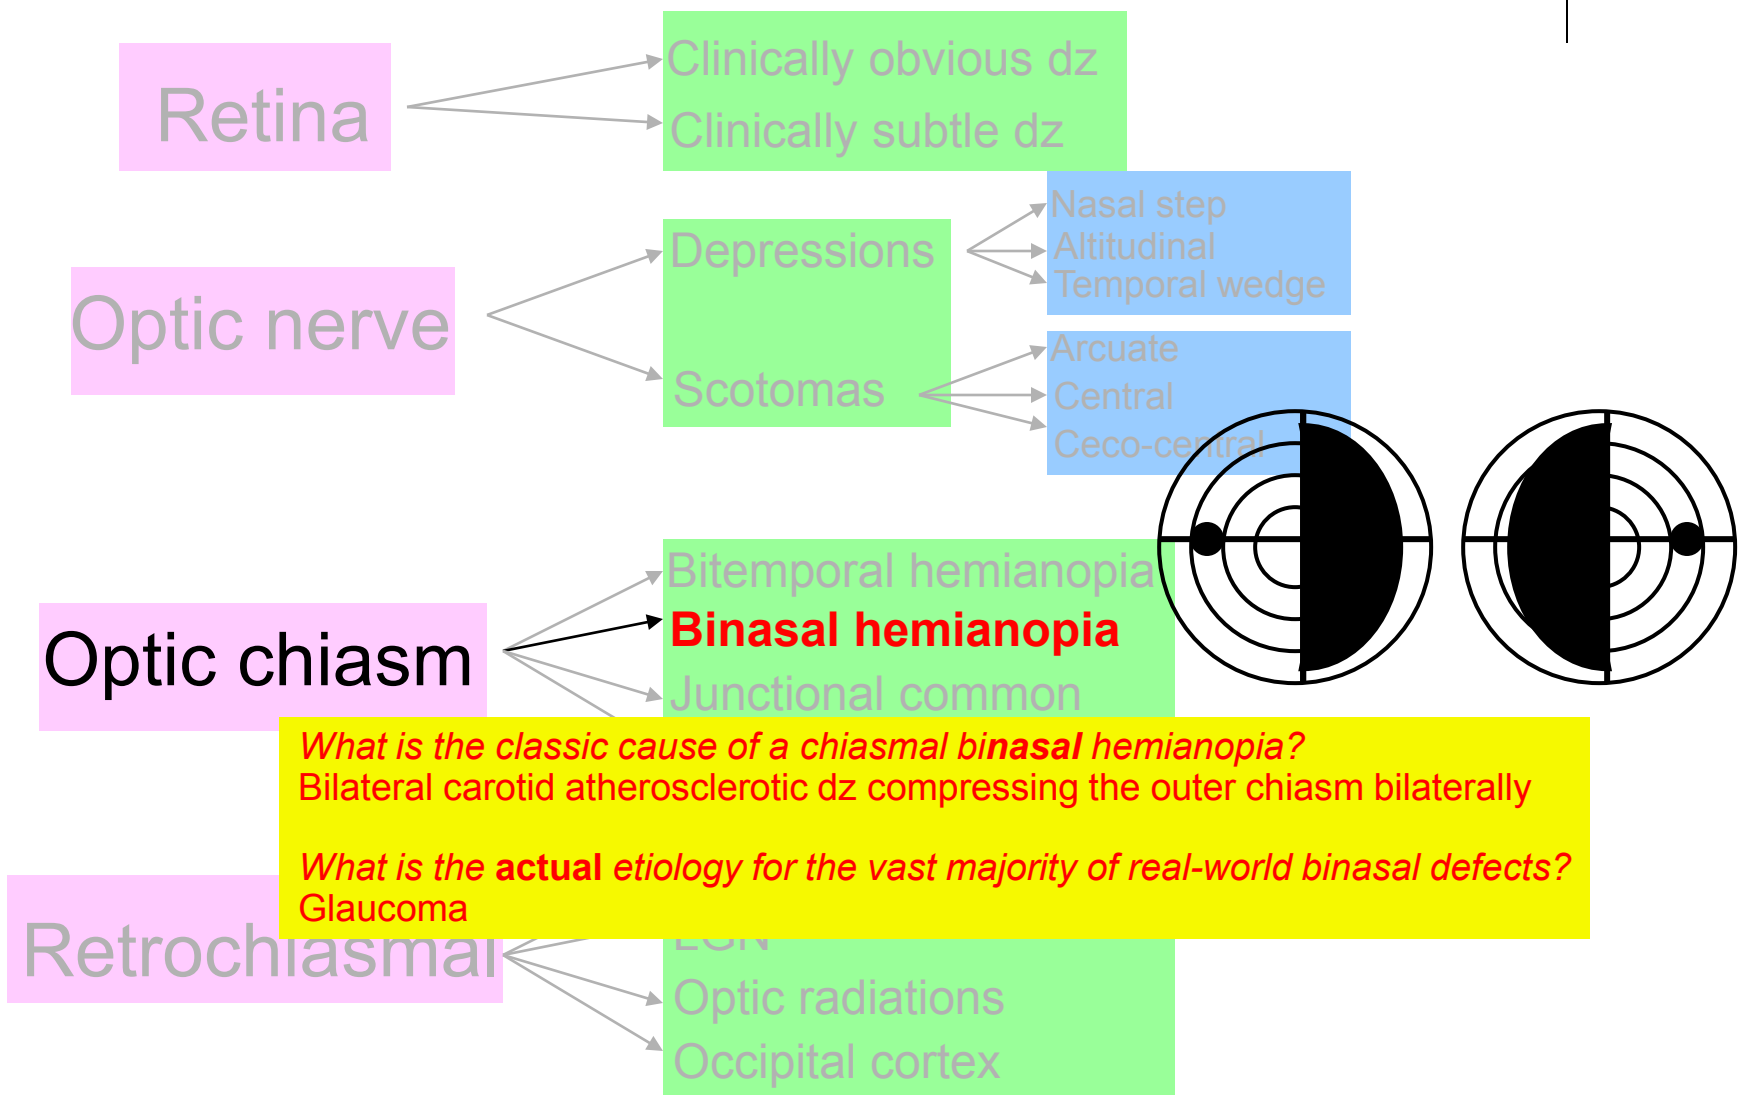 Retina
Clinically obvious dz
Clinically subtle dz
Optic nerve
Depressions
Nasal step
Altitudinal
Temporal wedge
Scotomas
Arcuate
Central
Ceco-central
Optic chiasm
Bitemporal hemianopia
Binasal hemianopia
Junctional common
What is the classic cause of a chiasmal binasal hemianopia?
Bilateral carotid atherosclerotic dz compressing the outer chiasm bilaterally
What is the actual etiology for the vast majority of real-world binasal defects?
Glaucoma
Retrochiasmal
LGN
Optic radiations
Occipital cortex